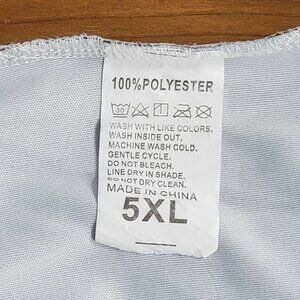 100%POLYESTER
30
WASH WITH LIKE COLORS.
WASH INSIDE OUT.
MACHINE WASH COLD.
GENTLE CYCLE.
DO NOT BLEACH.
LINE DRY IN SHADE.
DO NOT DRY CLEAN.
MADE IN CHINA
5XL